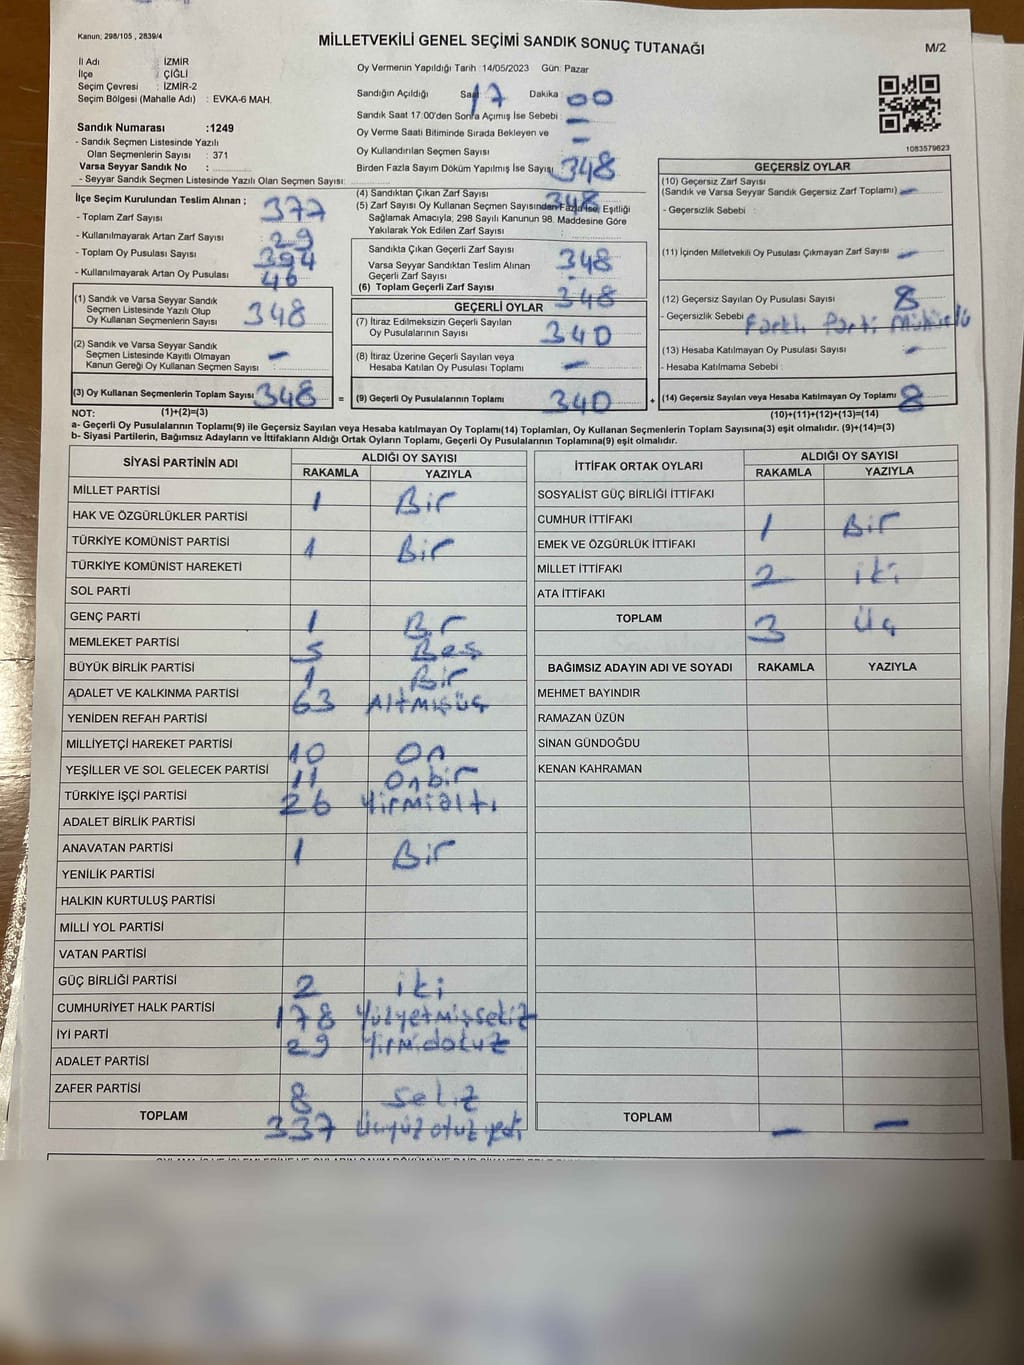 Kanun; 298/105 , 2839/4
MİLLETVEKİLİ GENEL SEÇİMİ SANDIK SONUÇ TUTANAĞI
M/2
İl Adı : İZMİR
İlçe : ÇİĞLİ
Seçim Çevresi : İZMİR-2
Seçim Bölgesi (Mahalle Adı) : EVKA-6 MAH.
Sandık Numarası :1249
- Sandık Seçmen Listesinde Yazılı
Olan Seçmenlerin Sayısı : 371
Varsa Seyyar Sandık No :
- Seyyar Sandık Seçmen Listesinde Yazılı Olan Seçmen Sayısı:
Oy Vermenin Yapıldığı Tarih :14/05/2023 Gün: Pazar
Sandığın Açıldığı Saat 17 Dakika 00
Sandık Saat 17.00'den Sonra Açımış İse Sebebi : –
Oy Verme Saati Bitiminde Sırada Bekleyen ve
Oy Kullandırılan Seçmen Sayısı –
Birden Fazla Sayım Döküm Yapılmış İse Sayısı 348
(4) Sandıktan Çıkan Zarf Sayısı 348
(5) Zarf Sayısı Oy Kullanan Seçmen Sayısından Fazla İse, Eşitliği
Sağlamak Amacıyla, 298 Sayılı Kanunun 98. Maddesine Göre
Yakılarak Yok Edilen Zarf Sayısı :
1083579623
İlçe Seçim Kurulundan Teslim Alınan ;
- Toplam Zarf Sayısı : 377
- Kullanılmayarak Artan Zarf Sayısı : 29
- Toplam Oy Pusulası Sayısı : 394
- Kullanılmayarak Artan Oy Pusulası : 46
(1) Sandık ve Varsa Seyyar Sandık
Seçmen Listesinde Yazılı Olup
Oy Kullanan Seçmenlerin Sayısı : 348
(2) Sandık ve Varsa Seyyar Sandık
Seçmen Listesinde Kayıtlı Olmayan
Kanun Gereği Oy Kullanan Seçmen Sayısı : –
(3) Oy Kullanan Seçmenlerin Toplam Sayısı 348 =
Sandıkta Çıkan Geçerli Zarf Sayısı : 348
Varsa Seyyar Sandıktan Teslim Alınan
Geçerli Zarf Sayısı :
(6) Toplam Geçerli Zarf Sayısı : 348
GEÇERLİ OYLAR
(7) İtiraz Edilmeksizin Geçerli Sayılan
Oy Pusulalarının Sayısı : 340
(8) İtiraz Üzerine Geçerli Sayılan veya
Hesaba Katılan Oy Pusulası Toplamı : –
(9) Geçerli Oy Pusulalarının Toplamı : 340 +
GEÇERSİZ OYLAR
(10) Geçersiz Zarf Sayısı
(Sandık ve Varsa Seyyar Sandık Geçersiz Zarf Toplamı) : –
- Geçersizlik Sebebi :
(11) İçinden Milletvekili Oy Pusulası Çıkmayan Zarf Sayısı : –
(12) Geçersiz Sayılan Oy Pusulası Sayısı : 8
- Geçersizlik Sebebi : Farklı Parti Mühürlü
(13) Hesaba Katılmayan Oy Pusulası Sayısı : –
- Hesaba Katılmama Sebebi :
(14) Geçersiz Sayılan veya Hesaba Katılmayan Oy Toplamı : 8
NOT: (1)+(2)=(3) (10)+(11)+(12)+(13)=(14)
a- Geçerli Oy Pusulalarının Toplamı(9) ile Geçersiz Sayılan veya Hesaba katılmayan Oy Toplamı(14) Toplamları, Oy Kullanan Seçmenlerin Toplam Sayısına(3) eşit olmalıdır. (9)+(14)=(3)
b- Siyasi Partilerin, Bağımsız Adayların ve İttifakların Aldığı Ortak Oyların Toplamı, Geçerli Oy Pusulalarının Toplamına(9) eşit olmalıdır.
SİYASİ PARTİNİN ADI ALDIĞI OY SAYISI
RAKAMLA YAZIYLA
MİLLET PARTİSİ 1 Bir
HAK VE ÖZGÜRLÜKLER PARTİSİ
TÜRKİYE KOMÜNİST PARTİSİ 1 Bir
TÜRKİYE KOMÜNİST HAREKETİ
SOL PARTİ
GENÇ PARTİ 1 Bir
MEMLEKET PARTİSİ 5 Beş
BÜYÜK BİRLİK PARTİSİ 1 Bir
ADALET VE KALKINMA PARTİSİ 63 Altmışüç
YENİDEN REFAH PARTİSİ
MİLLİYETÇİ HAREKET PARTİSİ 10 On
YEŞİLLER VE SOL GELECEK PARTİSİ 11 Onbir
TÜRKİYE İŞÇİ PARTİSİ 26 Yirmialtı
ADALET BİRLİK PARTİSİ
ANAVATAN PARTİSİ 1 Bir
YENİLİK PARTİSİ
HALKIN KURTULUŞ PARTİSİ
MİLLİ YOL PARTİSİ
VATAN PARTİSİ
GÜÇ BİRLİĞİ PARTİSİ 2 iki
CUMHURİYET HALK PARTİSİ 178 Yüzyetmişsekiz
İYİ PARTİ 29 Yirmidokuz
ADALET PARTİSİ
ZAFER PARTİSİ 8 Sekiz
TOPLAM 337 Üçyüz otuz yedi
İTTİFAK ORTAK OYLARI ALDIĞI OY SAYISI
RAKAMLA YAZIYLA
SOSYALİST GÜÇ BİRLİĞİ İTTİFAKI
CUMHUR İTTİFAKI 1 Bir
EMEK VE ÖZGÜRLÜK İTTİFAKI
MİLLET İTTİFAKI 2 iki
ATA İTTİFAKI
TOPLAM 3 Üç
BAĞIMSIZ ADAYIN ADI VE SOYADI RAKAMLA YAZIYLA
MEHMET BAYINDIR
RAMAZAN ÜZÜN
SİNAN GÜNDOĞDU
KENAN KAHRAMAN
TOPLAM – –